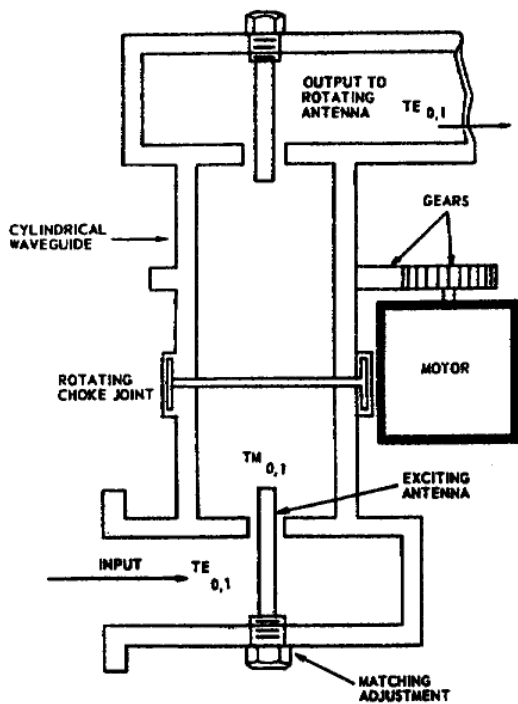 OUTPUT TO
ROTATING
ANTENNA
TE 0,1
GEARS
CYLINDRICAL
WAVEGUIDE
MOTOR
ROTATING
CHOKE JOINT
TM 0,1
EXCITING
ANTENNA
INPUT
TE 0,1
MATCHING
ADJUSTMENT